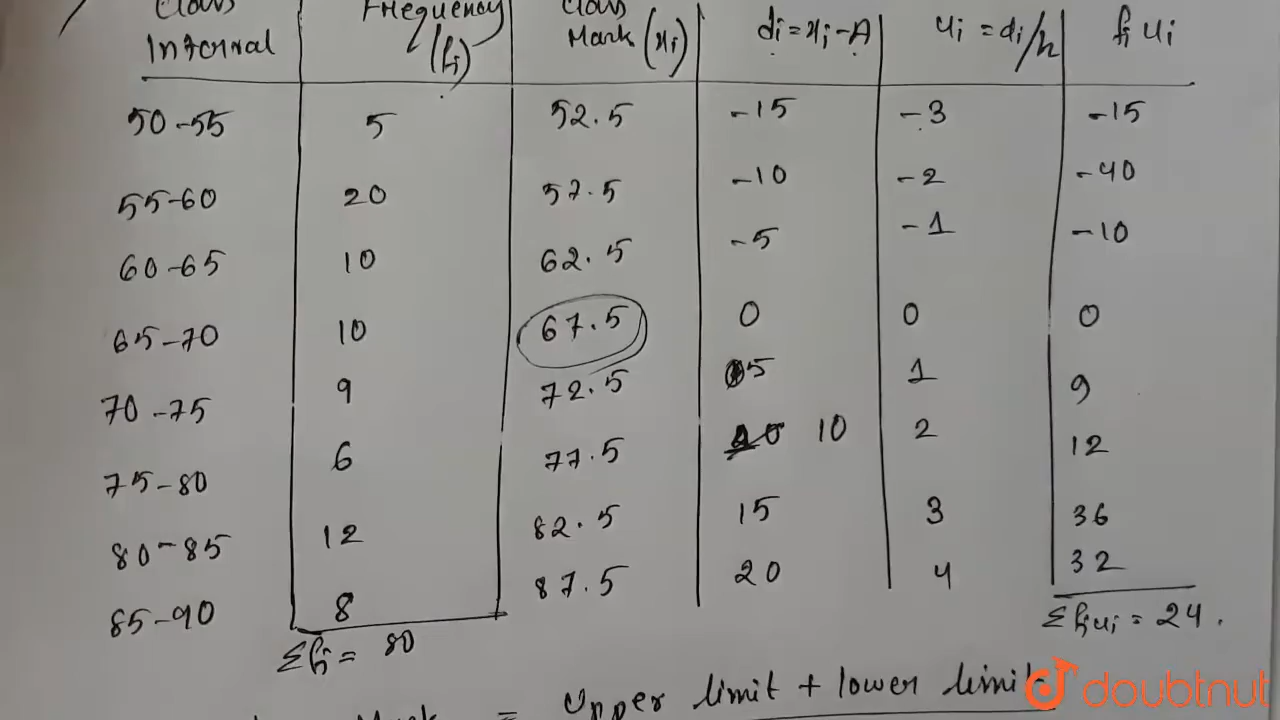 Class Interval | Frequency (fi) | Class Mark (xi) | di = xi - A | ui = di/h | fi ui
50-55 | 5 | 52.5 | -15 | -3 | -15
55-60 | 20 | 57.5 | -10 | -2 | -40
60-65 | 10 | 62.5 | -5 | -1 | -10
65-70 | 10 | 67.5 | 0 | 0 | 0
70-75 | 9 | 72.5 | 5 | 1 | 9
75-80 | 6 | 77.5 | 10 | 2 | 12
80-85 | 12 | 82.5 | 15 | 3 | 36
85-90 | 8 | 87.5 | 20 | 4 | 32
Σfi = 80 | Σfiui = 24.
Mark = Upper limit + lower limit
doubtnut